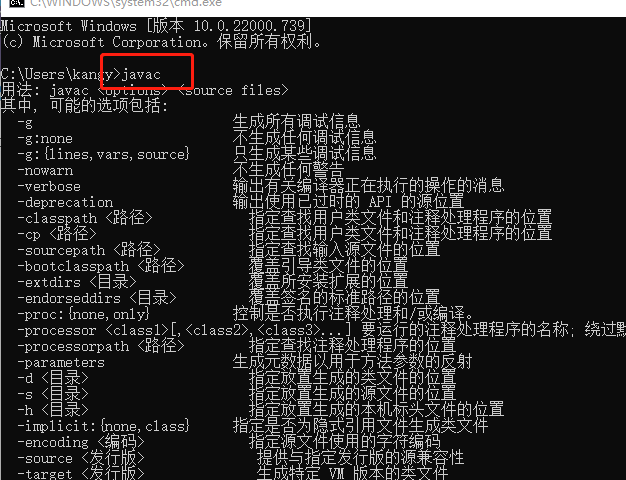 C:\WINDOWS\system32\cmd.exe
Microsoft Windows [版本 10.0.22000.739]
(c) Microsoft Corporation。保留所有权利。
C:\Users\kangy>javac
用法: javac <options> <source files>
其中, 可能的选项包括:
-g 生成所有调试信息
-g:none 不生成任何调试信息
-g:{lines,vars,source} 只生成某些调试信息
-nowarn 不生成任何警告
-verbose 输出有关编译器正在执行的操作的消息
-deprecation 输出使用已过时的 API 的源位置
-classpath <路径> 指定查找用户类文件和注释处理程序的位置
-cp <路径> 指定查找用户类文件和注释处理程序的位置
-sourcepath <路径> 指定查找输入源文件的位置
-bootclasspath <路径> 覆盖引导类文件的位置
-extdirs <目录> 覆盖所安装扩展的位置
-endorseddirs <目录> 覆盖签名的标准路径的位置
-proc:{none,only} 控制是否执行注释处理和/或编译。
-processor <class1>[,<class2>,<class3>...] 要运行的注释处理程序的名称; 绕过默
-processorpath <路径> 指定查找注释处理程序的位置
-parameters 生成元数据以用于方法参数的反射
-d <目录> 指定放置生成的类文件的位置
-s <目录> 指定放置生成的源文件的位置
-h <目录> 指定放置生成的本机标头文件的位置
-implicit:{none,class} 指定是否为隐式引用文件生成类文件
-encoding <编码> 指定源文件使用的字符编码
-source <发行版> 提供与指定发行版的源兼容性
-target <发行版> 生成特定 VM 版本的类文件